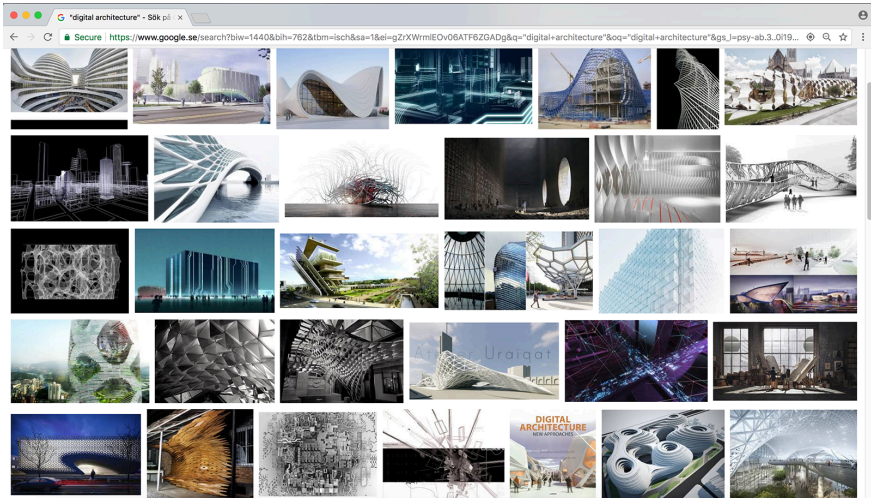 "digital architecture" - Sök på
Secure
https://www.google.se/search?biw=1440&bih=762&tbm=isch&sa=1&ei=gZrXWrmlEOv06ATF6ZGADg&q="digital+architecture"&oq="digital+architecture"&gs_l=psy-ab.3..0i19...
Uraiqat
DIGITAL
ARCHITECTURE
NEW APPROACHES